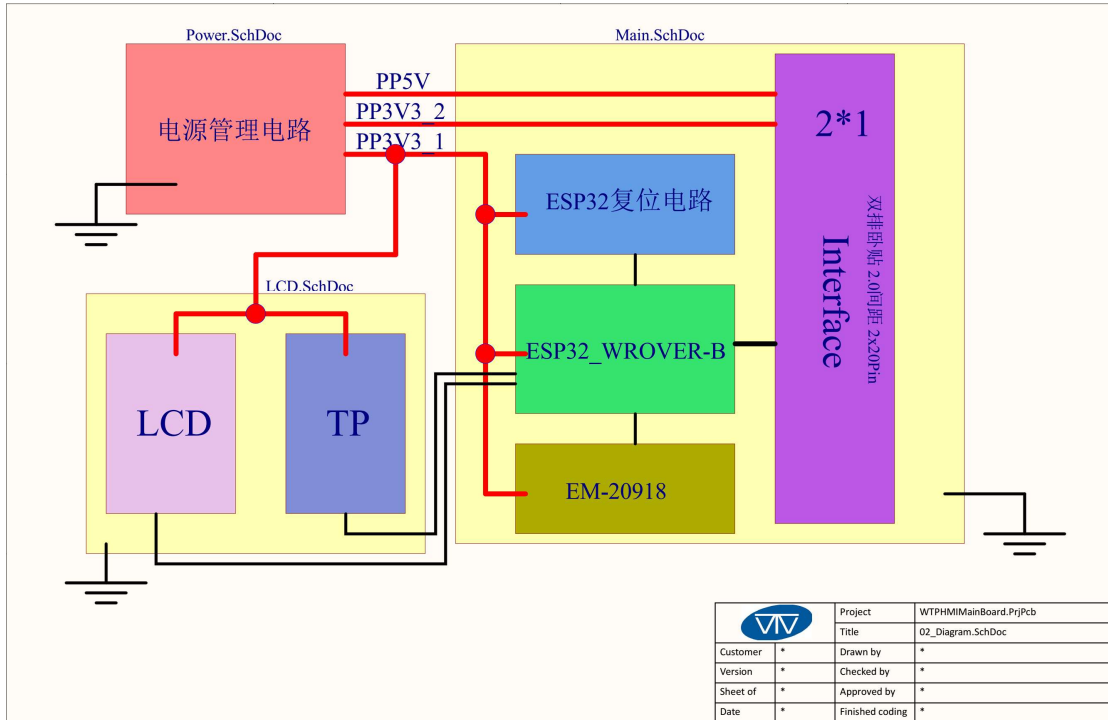 Power.SchDoc
Main.SchDoc
PP5V
PP3V3_2
PP3V3_1
电源管理电路
2*1
Interface
双排卧贴 2.0间距 2x20Pin
ESP32复位电路
ESP32_WROVER-B
EM-20918
LCD.SchDoc
LCD
TP
Project WTPHMIMainBoard.PrjPcb
Title 02_Diagram.SchDoc
Customer * Drawn by *
Version * Checked by *
Sheet of * Approved by *
Date * Finished coding *